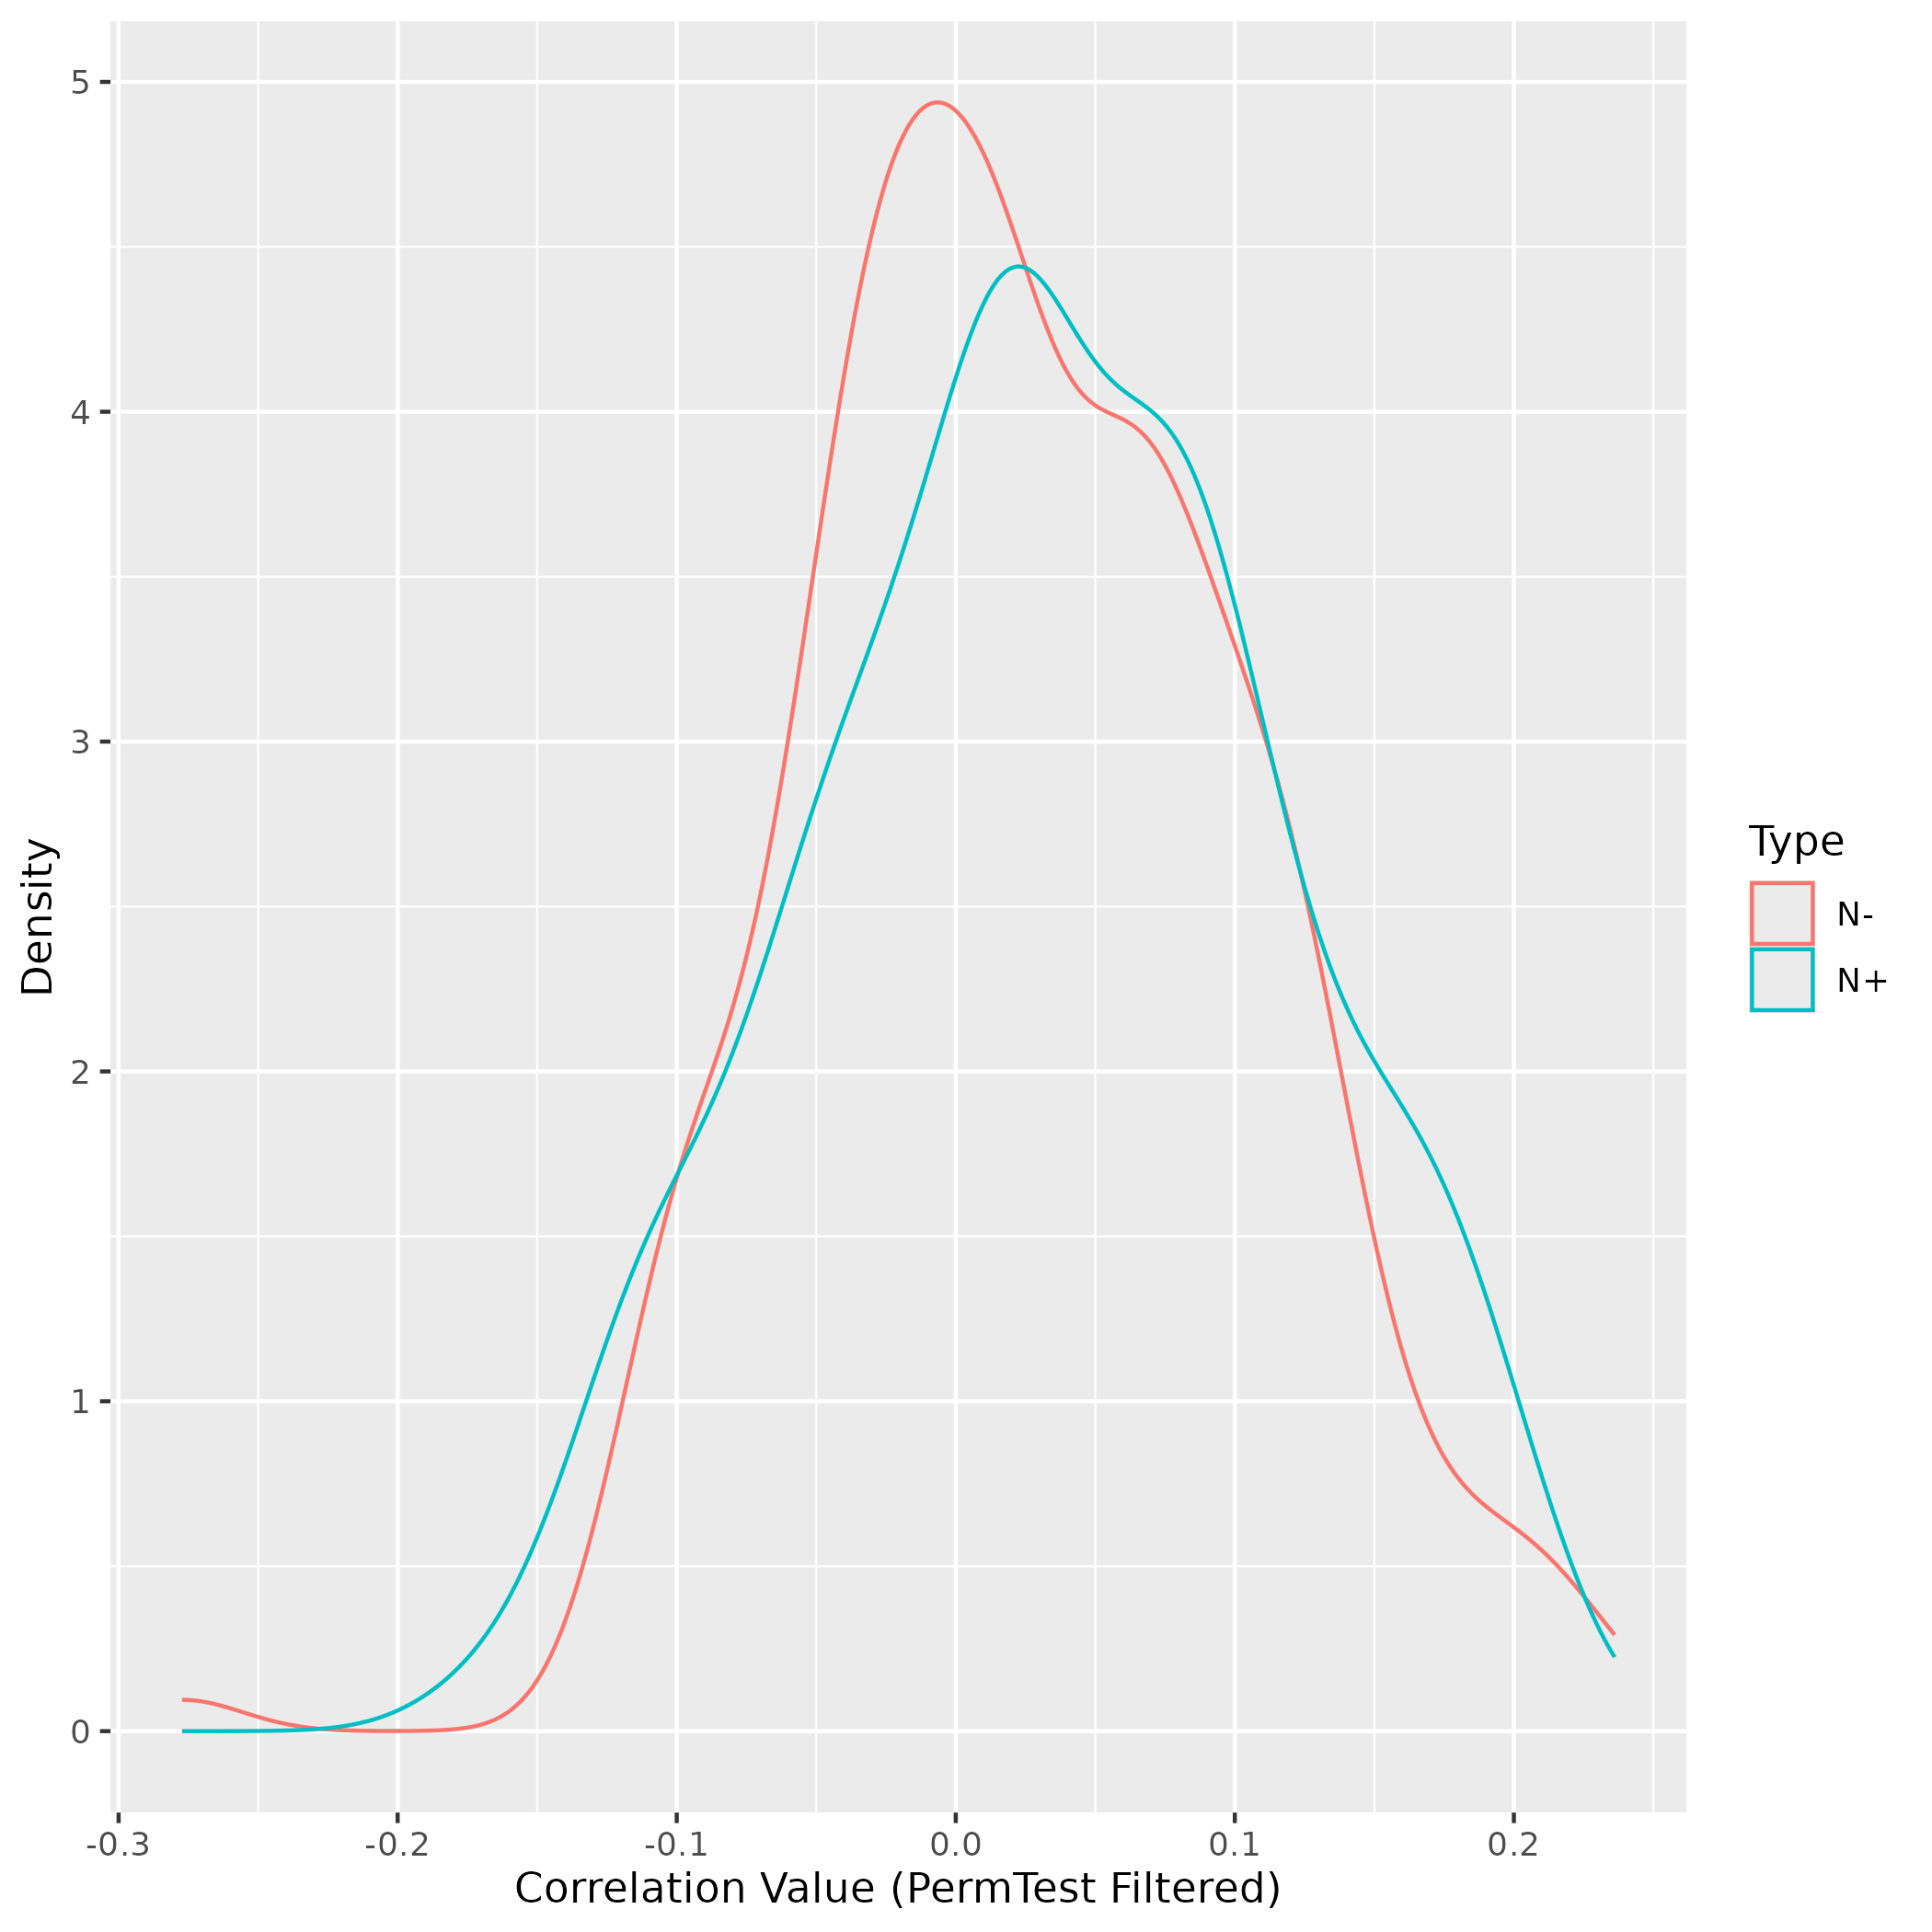 5
4
3
2
1
0
Density
-0.3 -0.2 -0.1 0.0 0.1 0.2
Correlation Value (PermTest Filtered)
Type
N-
N+